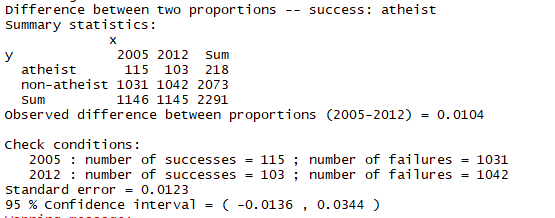 Difference between two proportions -- success: atheist
Summary statistics:
x
y 2005 2012 Sum
atheist 115 103 218
non-atheist 1031 1042 2073
Sum 1146 1145 2291
Observed difference between proportions (2005-2012) = 0.0104
Check conditions:
2005 : number of successes = 115 ; number of failures = 1031
2012 : number of successes = 103 ; number of failures = 1042
Standard error = 0.0123
95 % Confidence interval = ( -0.0136 , 0.0344 )